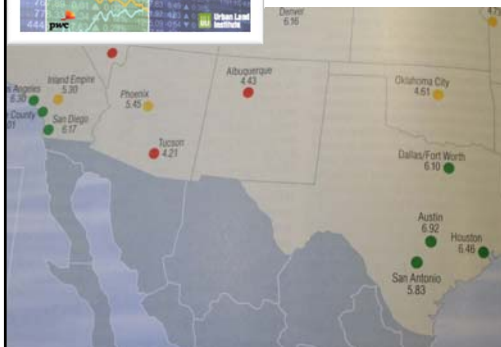 pwc
Urban Land
Institute
Denver
6.16
Albuquerque
4.43
Oklahoma City
4.61
Inland Empire
5.30
Angeles
6.30
Phoenix
5.45
County
San Diego
6.17
Tucson
4.21
Dallas/Fort Worth
6.10
Austin
6.92
Houston
6.46
San Antonio
5.83